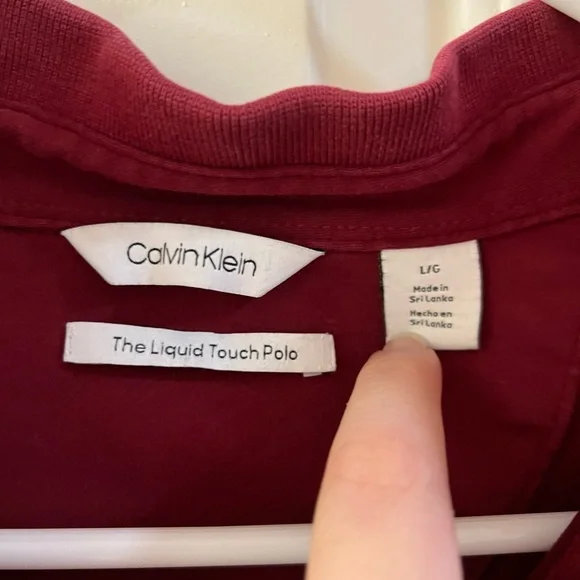 Calvin Klein
The Liquid Touch Polo
L/G
Made in
Sri Lanka
Hecho en
Sri Lanka